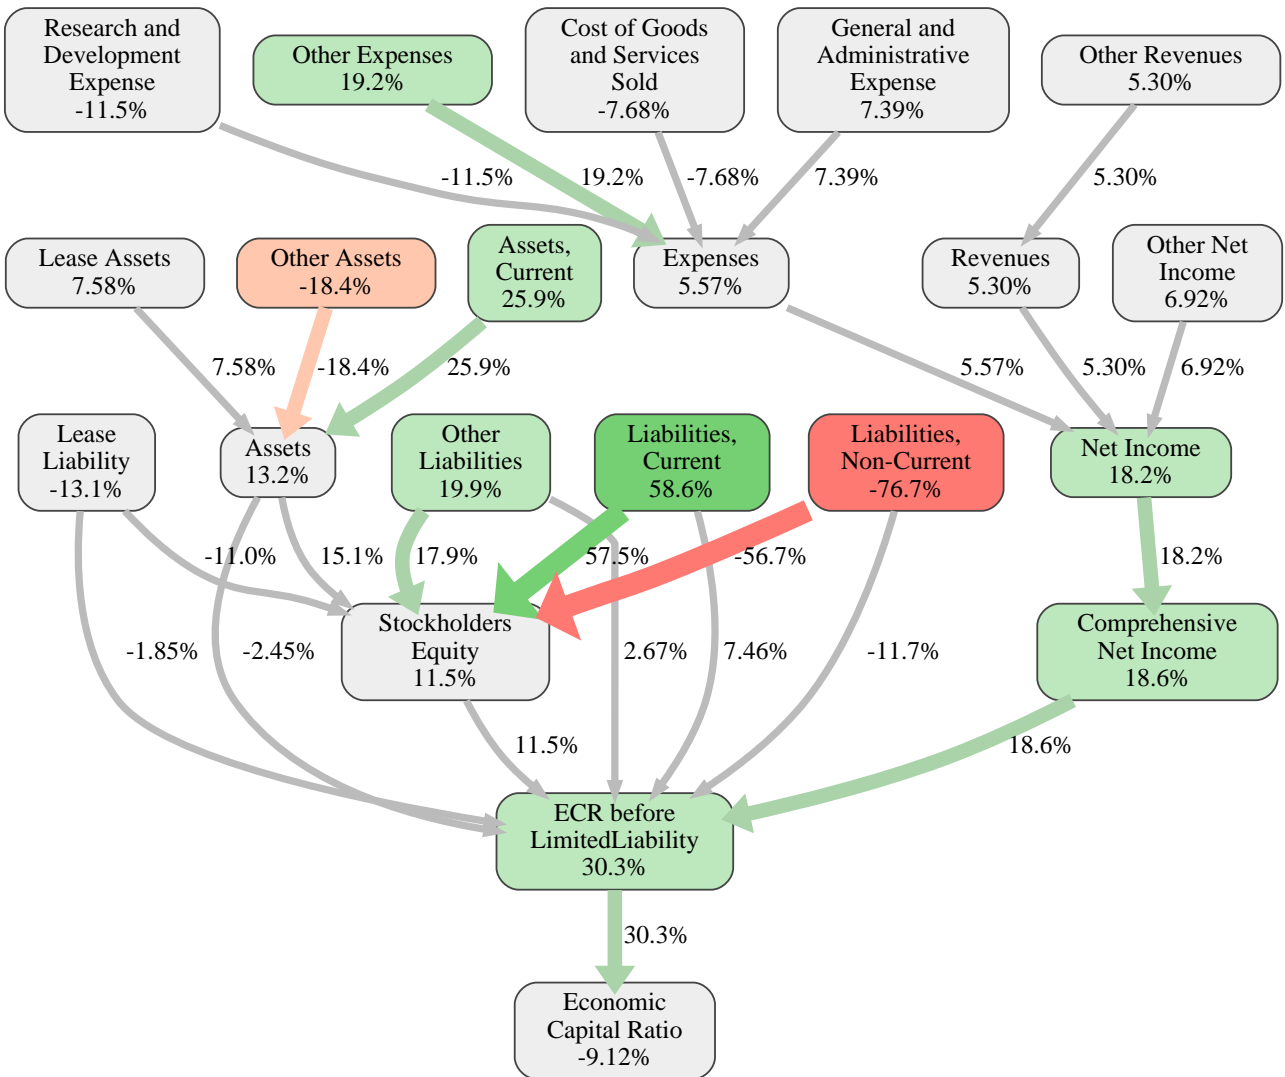 Research and
Development
Expense
-11.5%
Other Expenses
19.2%
Cost of Goods
and Services
Sold
-7.68%
General and
Administrative
Expense
7.39%
Other Revenues
5.30%
-11.5%
19.2%
-7.68%
7.39%
5.30%
Lease Assets
7.58%
Other Assets
-18.4%
Assets,
Current
25.9%
Expenses
5.57%
Revenues
5.30%
Other Net
Income
6.92%
7.58%
-18.4%
25.9%
5.57%
5.30%
6.92%
Lease
Liability
-13.1%
Assets
13.2%
Other
Liabilities
19.9%
Liabilities,
Current
58.6%
Liabilities,
Non-Current
-76.7%
Net Income
18.2%
-11.0%
15.1%
17.9%
57.5%
-56.7%
18.2%
Stockholders
Equity
11.5%
Comprehensive
Net Income
18.6%
-1.85%
-2.45%
2.67%
7.46%
-11.7%
11.5%
18.6%
ECR before
LimitedLiability
30.3%
30.3%
Economic
Capital Ratio
-9.12%